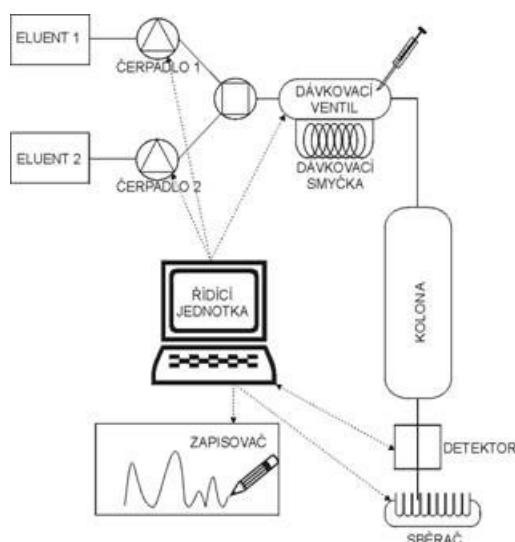 ELUENT 1
ČERPADLO 1
ELUENT 2
ČERPADLO 2
DÁVKOVACÍ
VENTIL
DÁVKOVACÍ
SMYČKA
ŘÍDÍCÍ
JEDNOTKA
KOLONA
ZAPISOVAČ
DETEKTOR
SBĚRAČ